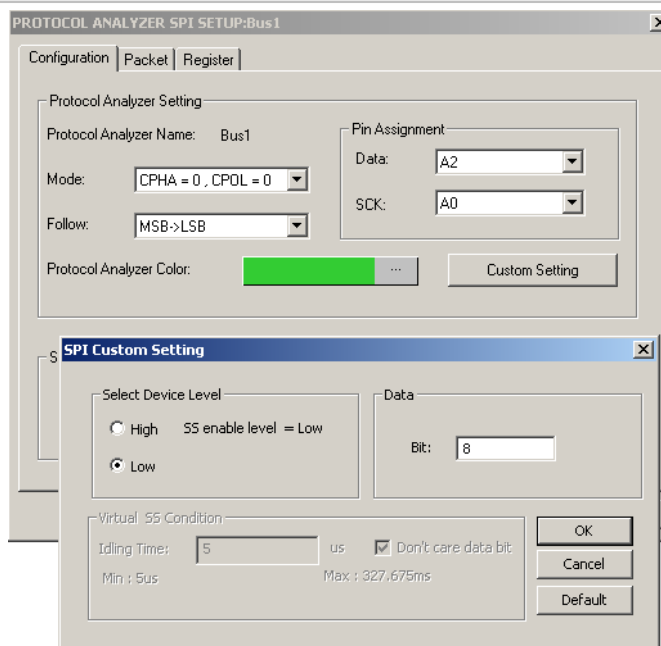 PROTOCOL ANALYZER SPI SETUP:Bus1
Configuration Packet Register
Protocol Analyzer Setting
Protocol Analyzer Name: Bus1
Pin Assignment
Data: A2
Mode: CPHA = 0 , CPOL = 0
SCK: A0
Follow: MSB->LSB
Protocol Analyzer Color: ... Custom Setting
S
SPI Custom Setting
Select Device Level
Data
High SS enable level = Low
Bit: 8
Low
Virtual SS Condition
OK
Idling Time: 5 us Don't care data bit
Cancel
Min : 5us Max : 327.675ms
Default